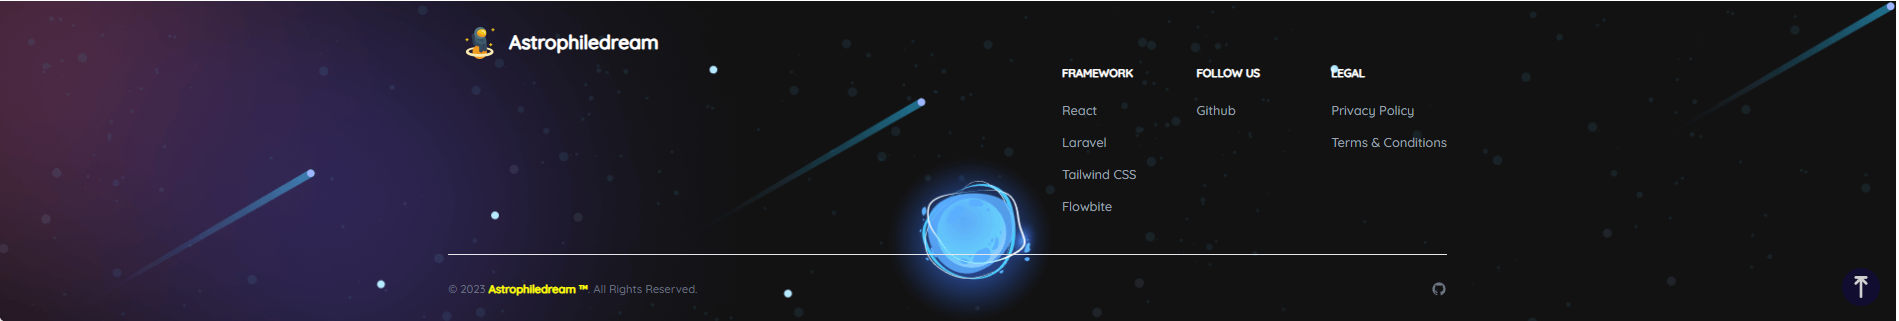 Astrophiledream
FRAMEWORK
React
Laravel
Tailwind CSS
Flowbite
FOLLOW US
Github
LEGAL
Privacy Policy
Terms & Conditions
© 2023 Astrophiledream ™. All Rights Reserved.